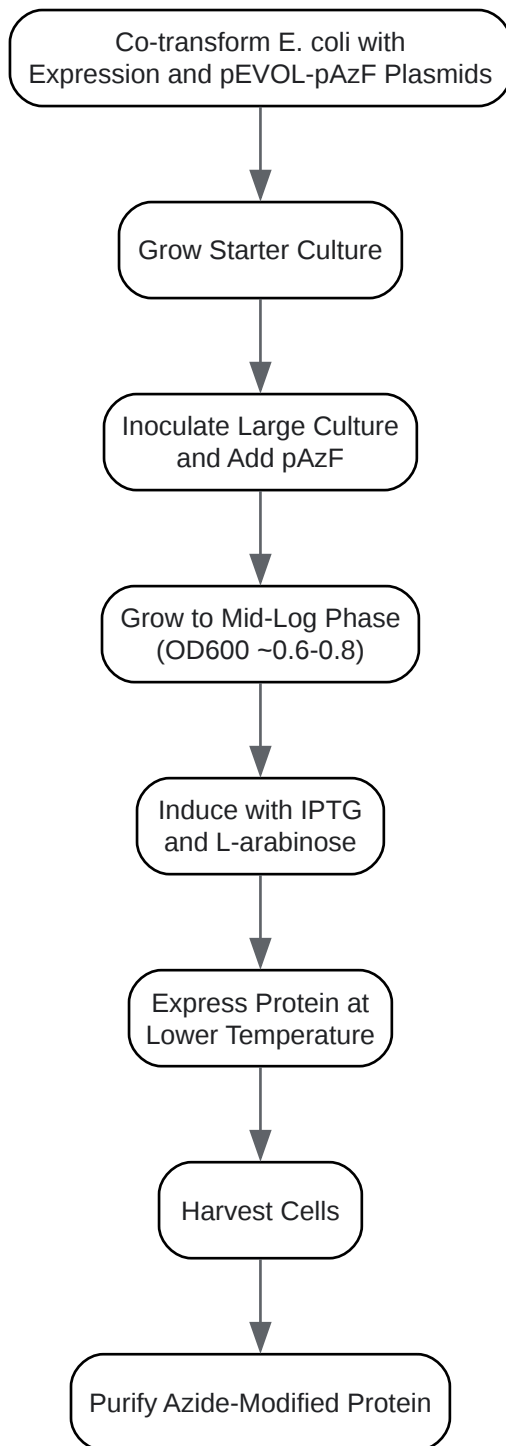 Co-transform E. coli with
Expression and pEVOL-pAzF Plasmids
Grow Starter Culture
Inoculate Large Culture
and Add pAzF
Grow to Mid-Log Phase
(OD600 ~0.6-0.8)
Induce with IPTG
and L-arabinose
Express Protein at
Lower Temperature
Harvest Cells
Purify Azide-Modified Protein